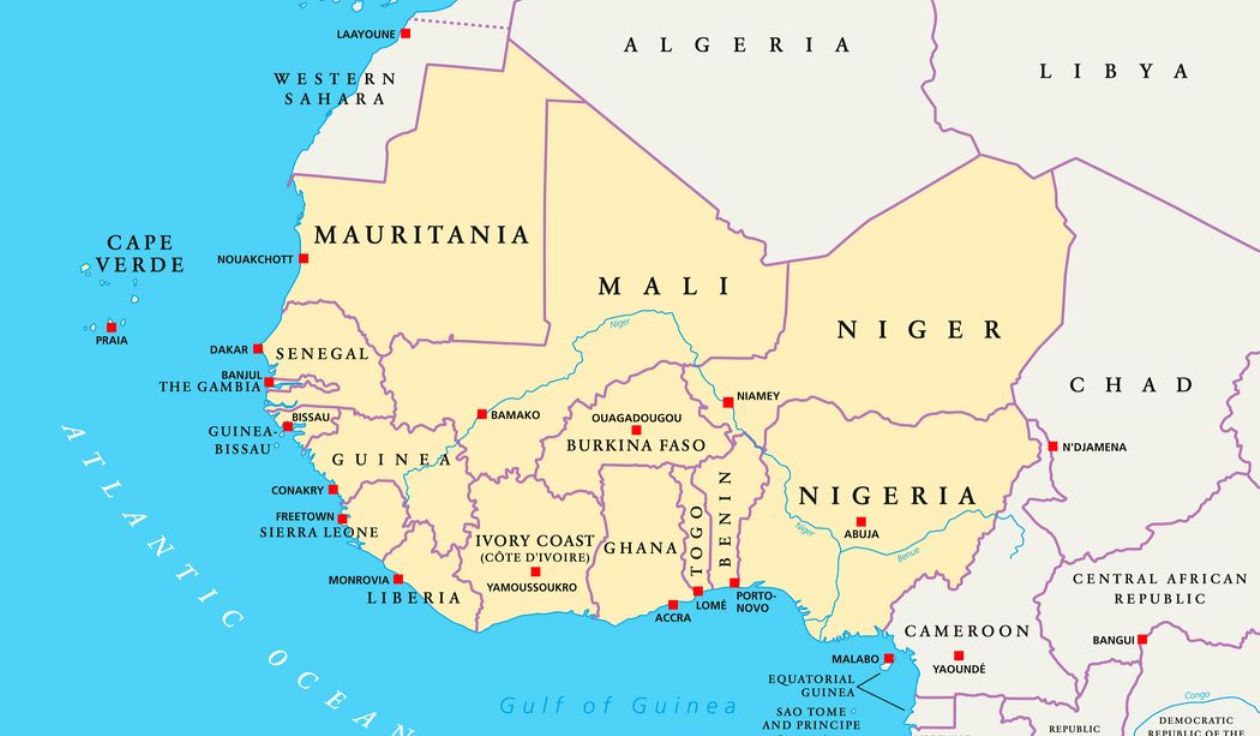 LAAYOUNE
WESTERN
SAHARA
ALGERIA
LIBYA
CAPE
VERDE
PRAIA
NOUAKCHOTT
MAURITANIA
MALI
Niger
NIGER
CHAD
DAKAR
SENEGAL
BANJUL
THE GAMBIA
BISSAU
GUINEA-
BISSAU
BAMAKO
NIAMEY
OUAGADOUGOU
BURKINA FASO
N'DJAMENA
GUINEA
CONAKRY
FREETOWN
SIERRA LEONE
NIGERIA
ABUJA
Niger
Benue
IVORY COAST
(CÔTE D'IVOIRE)
YAMOUSSOUKRO
GHANA
TOGO
BENIN
MONROVIA
LIBERIA
ACCRA
LOMÉ
PORTO-
NOVO
CENTRAL AFRICAN
REPUBLIC
BANGUI
CAMEROON
YAOUNDÉ
MALABO
EQUATORIAL
GUINEA
SAO TOME
AND PRINCIPE
ATLANTIC OCEAN
Gulf of Guinea
Congo
REPUBLIC
DEMOCRATIC
REPUBLIC OF THE